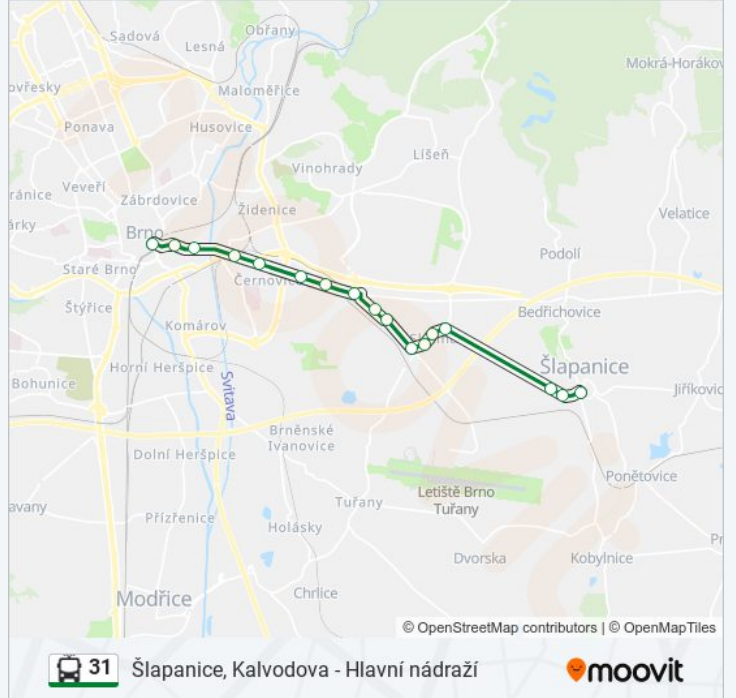 Obřany
Sadová
Lesná
Mokrá-Horákov
ovřesky
Maloměřice
Ponava
Husovice
Líšeň
Vinohrady
ránice
Veveří
Zábrdovice
Židenice
Velatice
árky
Brno
Podolí
Staré Brno
Černovice
Štýřice
Bedřichovice
Komárov
Šlapanice
Horní Heršpice
Bohunice
Svitava
Jiříkovic
Brněnské
Ivanovice
Dolní Heršpice
Ponětovice
Letiště Brno
Tuřany
Tuřany
avany
Přízřenice
Holásky
Pr
Dvorska
Kobylnice
Chrlice
Modřice
© OpenStreetMap contributors | © OpenMapTiles
31 Šlapanice, Kalvodova - Hlavní nádraží
moovit